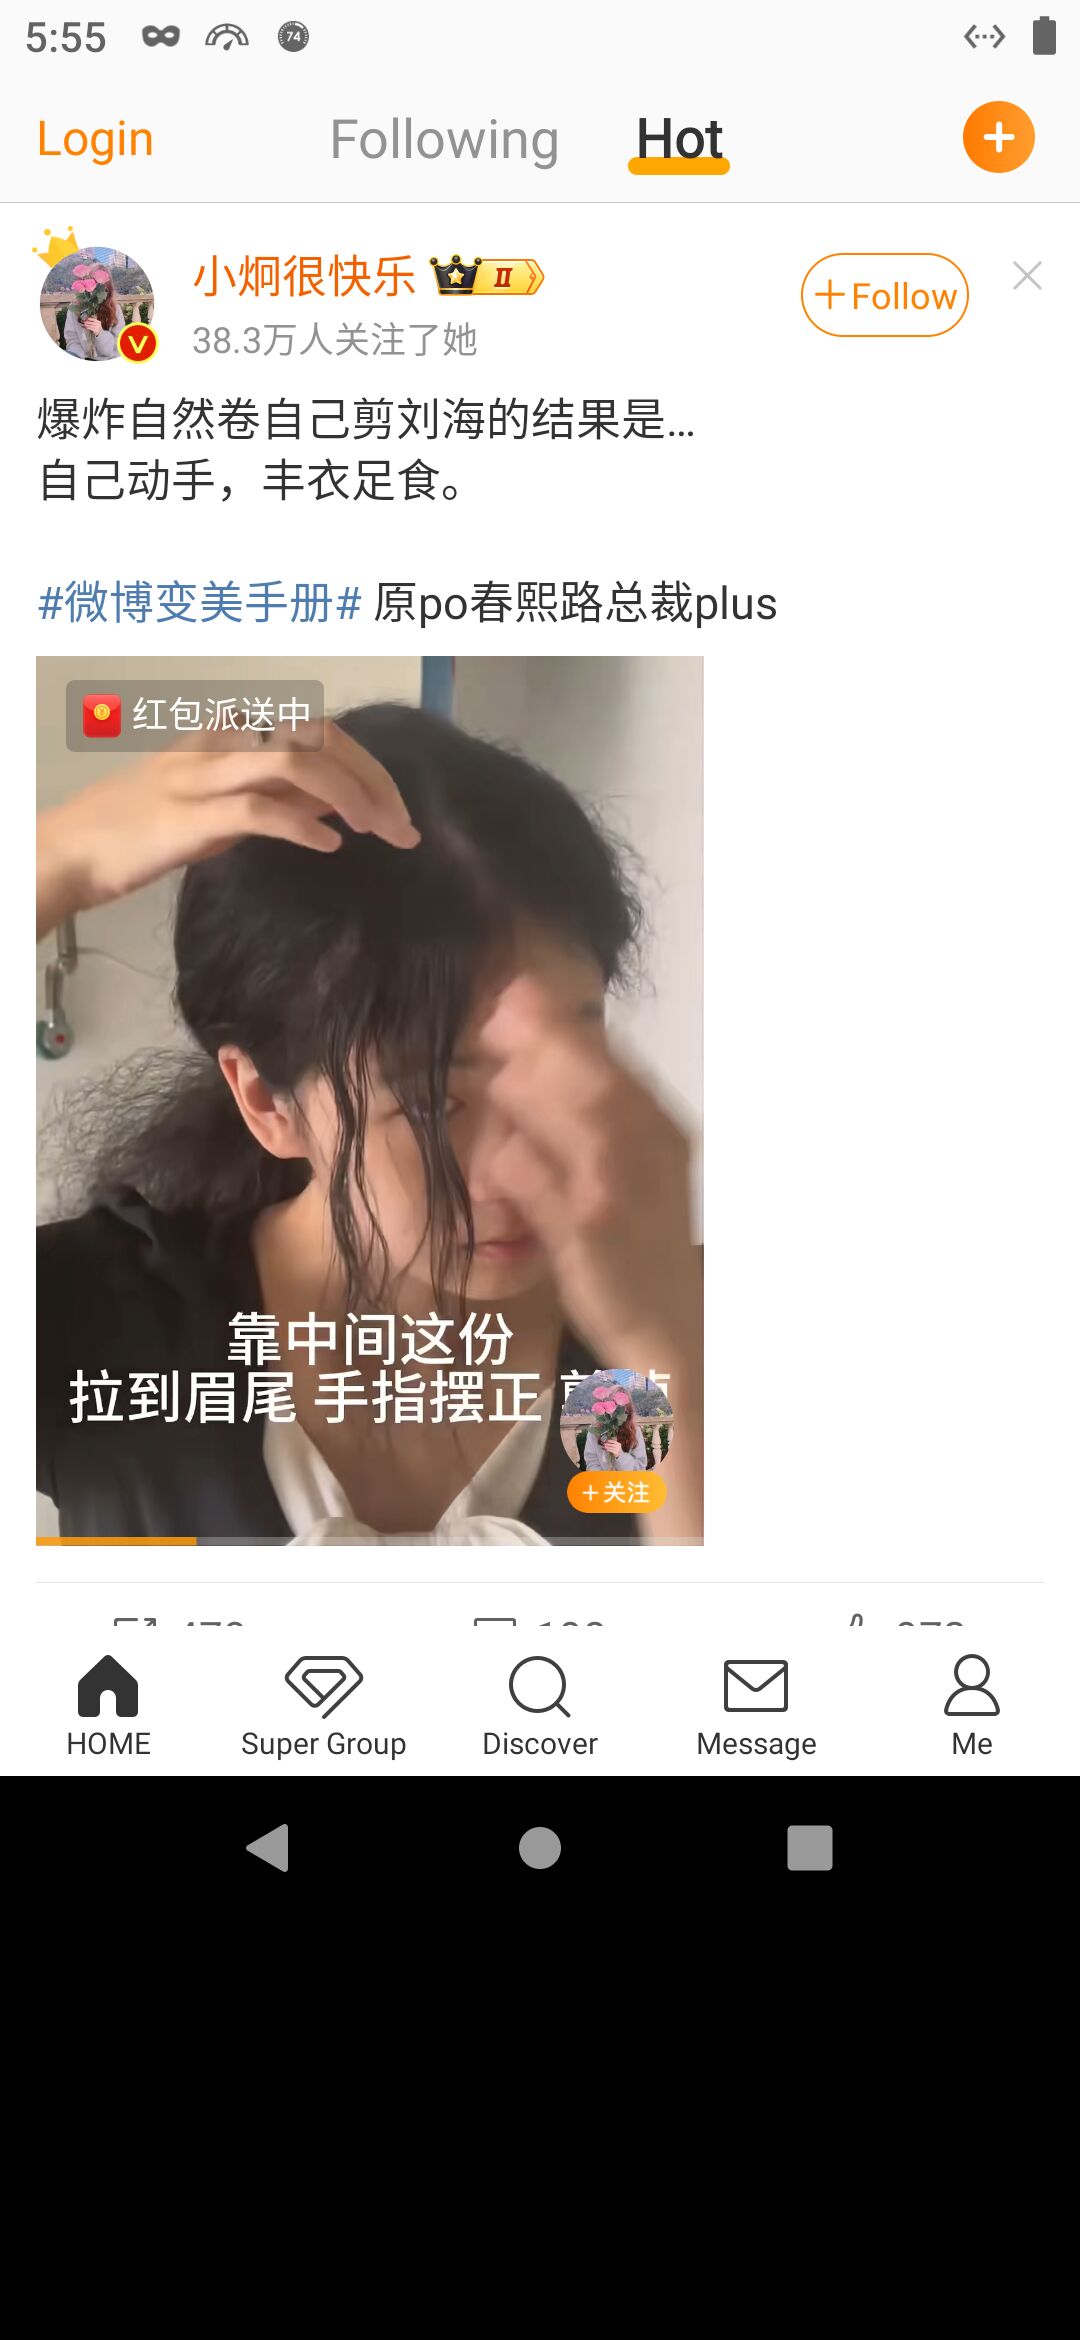 5:55
74
Login
Following
Hot
小炯很快乐
II
+Follow
38.3万人关注了她
爆炸自然卷自己剪刘海的结果是...
自己动手，丰衣足食。
#微博变美手册# 原po春熙路总裁plus
红包派送中
靠中间这份
拉到眉尾 手指摆正
+关注
HOME
Super Group
Discover
Message
Me